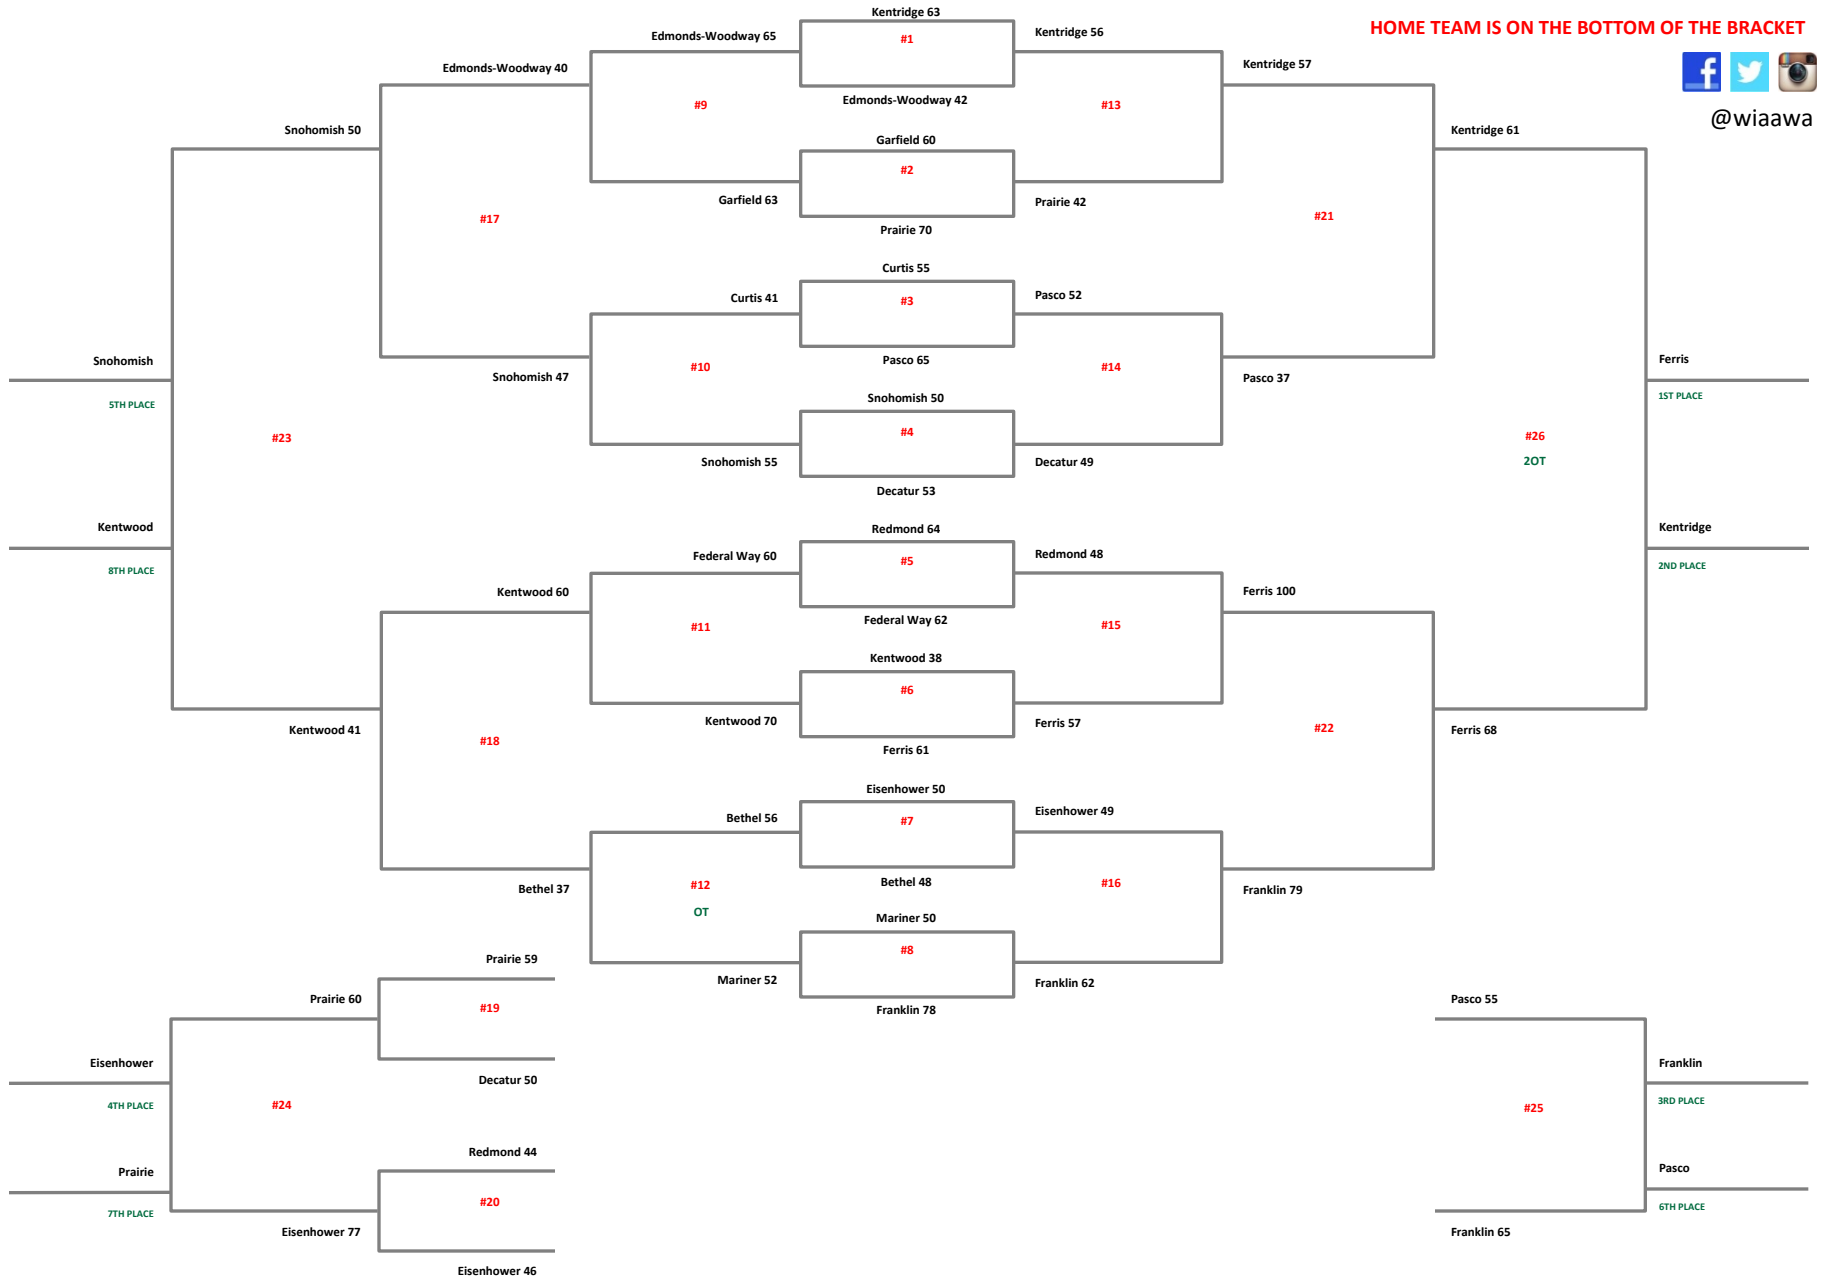 Kentridge 63
HOME TEAM IS ON THE BOTTOM OF THE BRACKET
Edmonds-Woodway 65
#1
Kentridge 56
Edmonds-Woodway 40
Kentridge 57
#9
Edmonds-Woodway 42
#13
@wiaawa
Snohomish 50
Garfield 60
Kentridge 61
#2
Garfield 63
Prairie 42
#17
#21
Prairie 70
Curtis 55
Curtis 41
#3
Pasco 52
Snohomish
Pasco 65
Ferris
#10
#14
Snohomish 47
Pasco 37
5TH PLACE
1ST PLACE
Snohomish 50
#23
#4
#26
Snohomish 55
Decatur 49
2OT
Decatur 53
Kentwood
Redmond 64
Kentridge
Federal Way 60
#5
Redmond 48
8TH PLACE
2ND PLACE
Kentwood 60
Ferris 100
#11
Federal Way 62
#15
Kentwood 38
#6
Kentwood 70
Ferris 57
Kentwood 41
#18
#22
Ferris 68
Ferris 61
Eisenhower 50
Bethel 56
#7
Eisenhower 49
Bethel 37
#12
Bethel 48
#16
Franklin 79
OT
Mariner 50
#8
Prairie 59
Mariner 52
Franklin 62
Prairie 60
#19
Franklin 78
Pasco 55
Eisenhower
Franklin
Decatur 50
4TH PLACE
#24
#25
3RD PLACE
Redmond 44
Prairie
Pasco
#20
7TH PLACE
6TH PLACE
Eisenhower 77
Franklin 65
Eisenhower 46